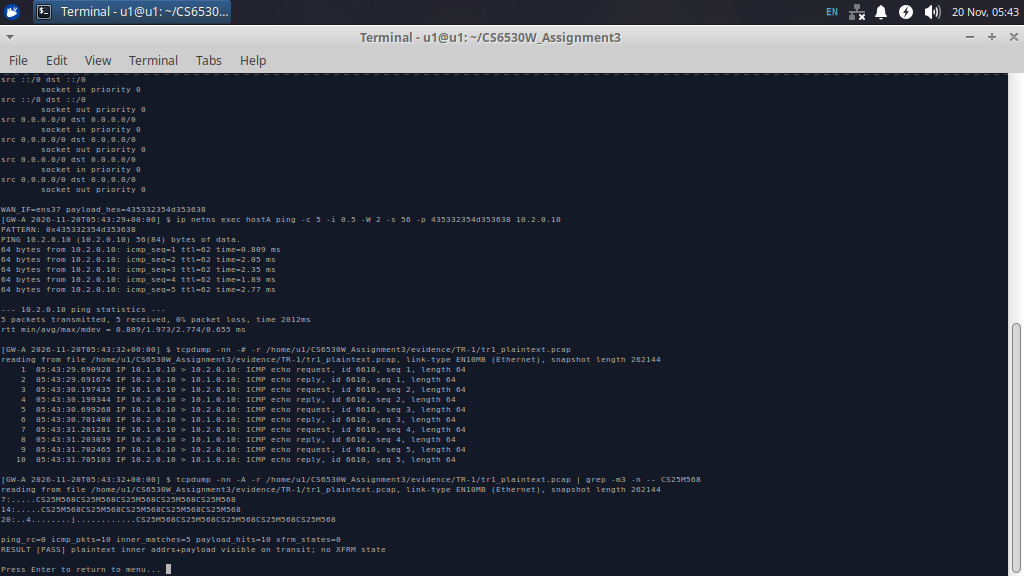 Terminal - u1@u1: ~/CS6530...
EN
20 Nov, 05:43
Terminal - u1@u1: ~/CS6530W_Assignment3
File Edit View Terminal Tabs Help
src ::/0 dst ::/0
socket in priority 0
src ::/0 dst ::/0
socket out priority 0
src 0.0.0.0/0 dst 0.0.0.0/0
socket in priority 0
src 0.0.0.0/0 dst 0.0.0.0/0
socket out priority 0
src 0.0.0.0/0 dst 0.0.0.0/0
socket in priority 0
src 0.0.0.0/0 dst 0.0.0.0/0
socket out priority 0
WAN_IF=ens37 payload_hex=435332354d353638
[GW-A 2026-11-20T05:43:29+00:00] $ ip netns exec hostA ping -c 5 -i 0.5 -W 2 -s 56 -p 435332354d353638 10.2.0.10
PATTERN: 0x435332354d353638
PING 10.2.0.10 (10.2.0.10) 56(84) bytes of data.
64 bytes from 10.2.0.10: icmp_seq=1 ttl=62 time=0.809 ms
64 bytes from 10.2.0.10: icmp_seq=2 ttl=62 time=2.05 ms
64 bytes from 10.2.0.10: icmp_seq=3 ttl=62 time=2.35 ms
64 bytes from 10.2.0.10: icmp_seq=4 ttl=62 time=1.89 ms
64 bytes from 10.2.0.10: icmp_seq=5 ttl=62 time=2.77 ms
--- 10.2.0.10 ping statistics ---
5 packets transmitted, 5 received, 0% packet loss, time 2012ms
rtt min/avg/max/mdev = 0.809/1.973/2.774/0.655 ms
[GW-A 2026-11-20T05:43:32+00:00] $ tcpdump -nn -# -r /home/u1/CS6530W_Assignment3/evidence/TR-1/tr1_plaintext.pcap
reading from file /home/u1/CS6530W_Assignment3/evidence/TR-1/tr1_plaintext.pcap, link-type EN10MB (Ethernet), snapshot length 262144
1 05:43:29.690928 IP 10.1.0.10 > 10.2.0.10: ICMP echo request, id 6610, seq 1, length 64
2 05:43:29.691674 IP 10.2.0.10 > 10.1.0.10: ICMP echo reply, id 6610, seq 1, length 64
3 05:43:30.197435 IP 10.1.0.10 > 10.2.0.10: ICMP echo request, id 6610, seq 2, length 64
4 05:43:30.199344 IP 10.2.0.10 > 10.1.0.10: ICMP echo reply, id 6610, seq 2, length 64
5 05:43:30.699268 IP 10.1.0.10 > 10.2.0.10: ICMP echo request, id 6610, seq 3, length 64
6 05:43:30.701480 IP 10.2.0.10 > 10.1.0.10: ICMP echo reply, id 6610, seq 3, length 64
7 05:43:31.201281 IP 10.1.0.10 > 10.2.0.10: ICMP echo request, id 6610, seq 4, length 64
8 05:43:31.203039 IP 10.2.0.10 > 10.1.0.10: ICMP echo reply, id 6610, seq 4, length 64
9 05:43:31.702465 IP 10.1.0.10 > 10.2.0.10: ICMP echo request, id 6610, seq 5, length 64
10 05:43:31.705103 IP 10.2.0.10 > 10.1.0.10: ICMP echo reply, id 6610, seq 5, length 64
[GW-A 2026-11-20T05:43:32+00:00] $ tcpdump -nn -A -r /home/u1/CS6530W_Assignment3/evidence/TR-1/tr1_plaintext.pcap | grep -m3 -n -- CS25M568
reading from file /home/u1/CS6530W_Assignment3/evidence/TR-1/tr1_plaintext.pcap, link-type EN10MB (Ethernet), snapshot length 262144
7:.....CS25M568CS25M568CS25M568CS25M568CS25M568
14:.....CS25M568CS25M568CS25M568CS25M568CS25M568
20:..4........j............CS25M568CS25M568CS25M568CS25M568CS25M568
ping_rc=0 icmp_pkts=10 inner_matches=5 payload_hits=10 xfrm_states=0
RESULT [PASS] plaintext inner addrs+payload visible on transit; no XFRM state
Press Enter to return to menu...